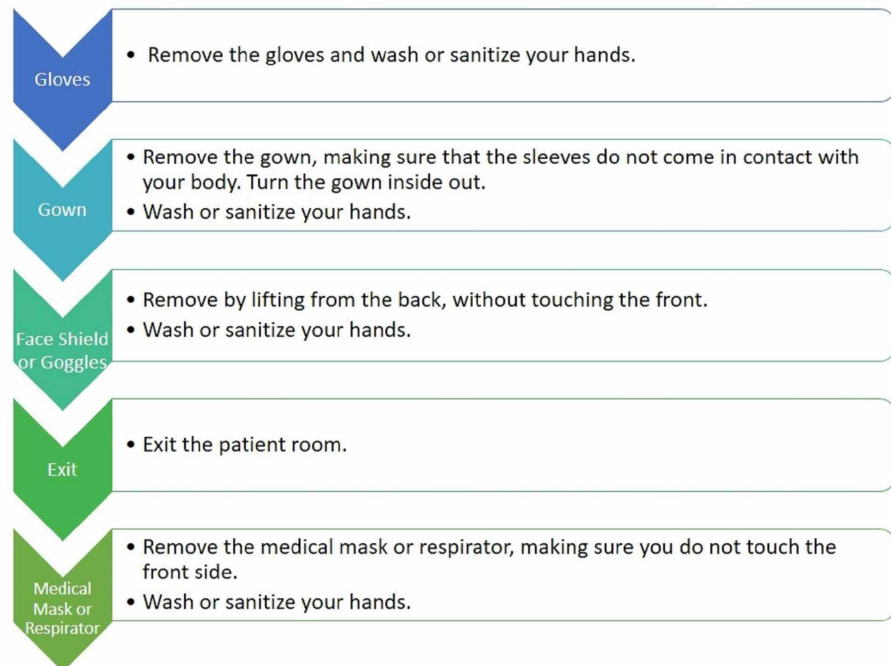 Gloves
• Remove the gloves and wash or sanitize your hands.
Gown
• Remove the gown, making sure that the sleeves do not come in contact with
your body. Turn the gown inside out.
• Wash or sanitize your hands.
Face Shield
or Goggles
• Remove by lifting from the back, without touching the front.
• Wash or sanitize your hands.
Exit
• Exit the patient room.
Medical
Mask or
Respirator
• Remove the medical mask or respirator, making sure you do not touch the
front side.
• Wash or sanitize your hands.